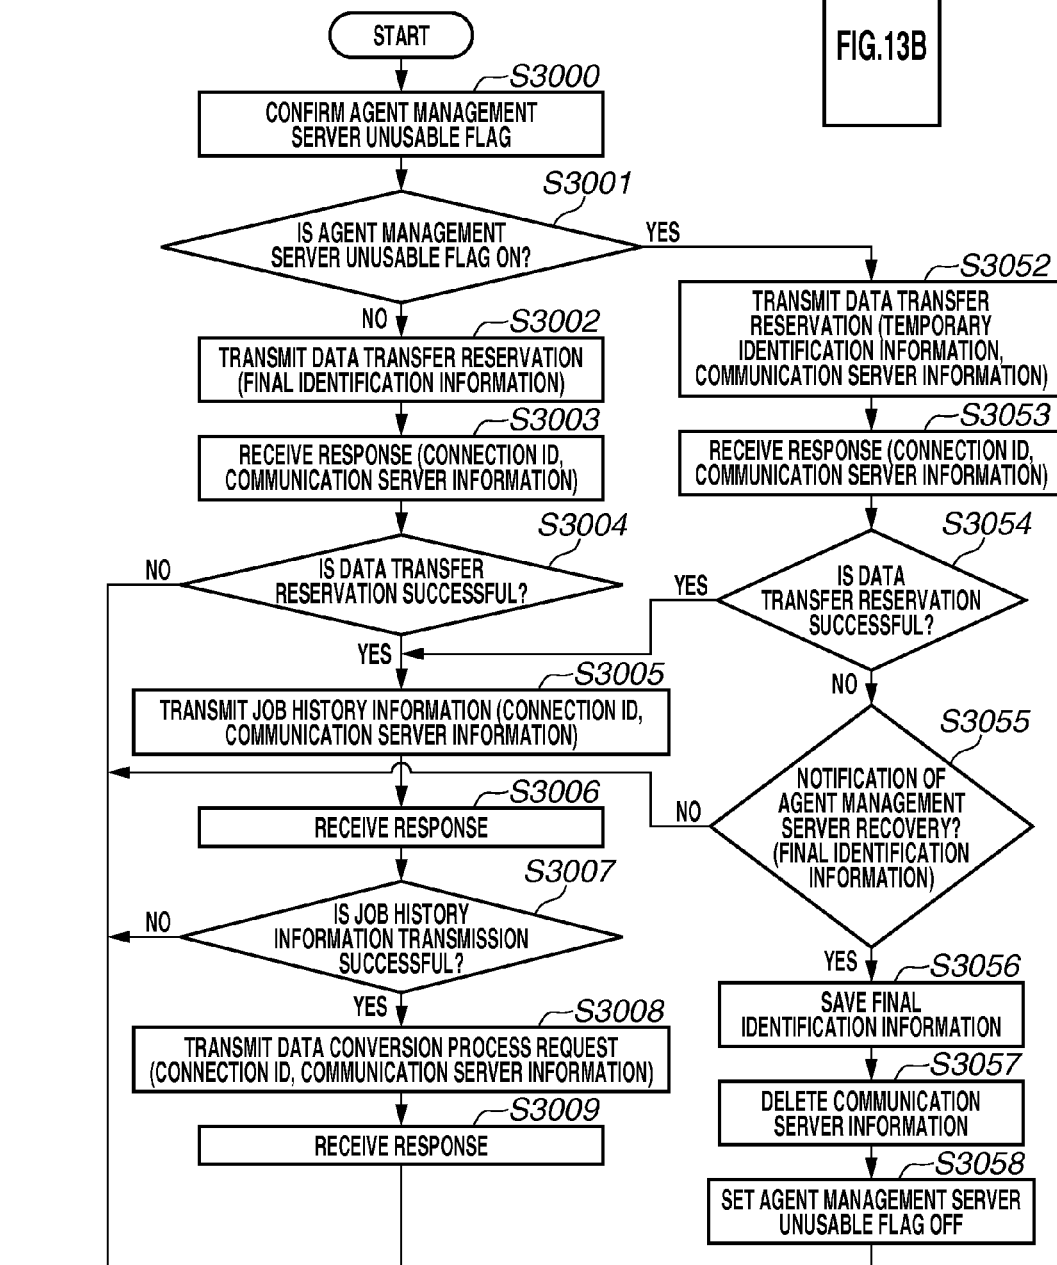 START
FIG.13B
S3000
CONFIRM AGENT MANAGEMENT
SERVER UNUSABLE FLAG
S3001
IS AGENT MANAGEMENT
SERVER UNUSABLE FLAG ON?
YES
NO
S3002
TRANSMIT DATA TRANSFER RESERVATION
(FINAL IDENTIFICATION INFORMATION)
S3003
RECEIVE RESPONSE (CONNECTION ID,
COMMUNICATION SERVER INFORMATION)
S3004
IS DATA TRANSFER
RESERVATION SUCCESSFUL?
NO
YES
S3005
TRANSMIT JOB HISTORY INFORMATION (CONNECTION ID,
COMMUNICATION SERVER INFORMATION)
S3006
RECEIVE RESPONSE
S3007
IS JOB HISTORY
INFORMATION TRANSMISSION
SUCCESSFUL?
NO
YES
S3008
TRANSMIT DATA CONVERSION PROCESS REQUEST
(CONNECTION ID, COMMUNICATION SERVER INFORMATION)
S3009
RECEIVE RESPONSE
S3052
TRANSMIT DATA TRANSFER
RESERVATION (TEMPORARY
IDENTIFICATION INFORMATION,
COMMUNICATION SERVER INFORMATION)
S3053
RECEIVE RESPONSE (CONNECTION ID,
COMMUNICATION SERVER INFORMATION)
S3054
IS DATA
TRANSFER RESERVATION
SUCCESSFUL?
YES
NO
S3055
NOTIFICATION OF
AGENT MANAGEMENT
SERVER RECOVERY?
(FINAL IDENTIFICATION
INFORMATION)
NO
YES
S3056
SAVE FINAL
IDENTIFICATION INFORMATION
S3057
DELETE COMMUNICATION
SERVER INFORMATION
S3058
SET AGENT MANAGEMENT SERVER
UNUSABLE FLAG OFF